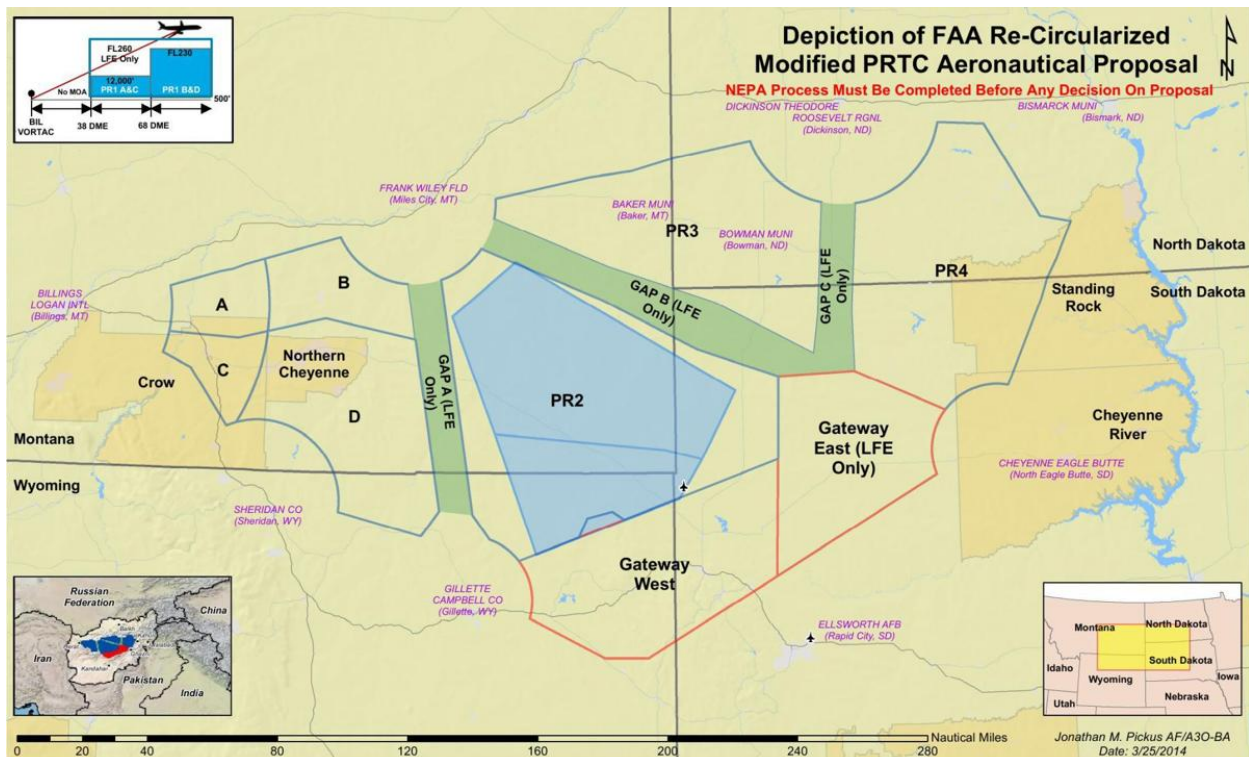 Depiction of FAA Re-Circularized
Modified PRTC Aeronautical Proposal
NEPA Process Must Be Completed Before Any Decision On Proposal
N
FL260
LFE Only
FL230
12,000'
No MOA
PR1 A&C
PR1 B&D
500'
BIL
VORTAC
38 DME
68 DME
DICKINSON THEODORE
ROOSEVELT RGNL
(Dickinson, ND)
BISMARCK MUNI
(Bismark, ND)
FRANK WILEY FLD
(Miles City, MT)
BAKER MUNI
(Baker, MT)
BOWMAN MUNI
(Bowman, ND)
PR3
PR4
North Dakota
South Dakota
Standing
Rock
BILLINGS
LOGAN INTL
(Billings, MT)
A
B
C
D
Crow
Northern
Cheyenne
GAP A (LFE
Only)
GAP B (LFE
Only)
GAP C (LFE
Only)
PR2
Gateway
East (LFE
Only)
Cheyenne
River
CHEYENNE EAGLE BUTTE
(North Eagle Butte, SD)
Montana
Wyoming
SHERIDAN CO
(Sheridan, WY)
Gateway
West
GILLETTE
CAMPBELL CO
(Gillette, WY)
ELLSWORTH AFB
(Rapid City, SD)
Russian
Federation
China
Iran
Kandahar
Pakistan
India
Montana
North Dakota
Idaho
South Dakota
Wyoming
Iowa
Utah
Nebraska
0 10 20 40 80 120 160 200 240 280
Nautical Miles
Jonathan M. Pickus AF/A3O-BA
Date: 3/25/2014